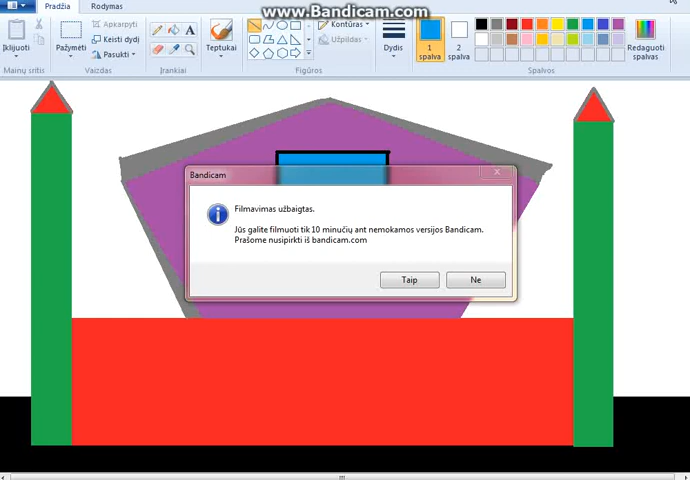 www.Bandicam.com
Pradžia
Rodymas
Įklijuoti
Pažymėti
Apkarpyti
Keisti dydį
Pasukti
Teptukai
Kontūras
Užpildas
Dydis
1
spalva
2
spalva
Redaguoti
spalvas
Mainų sritis
Vaizdas
Įrankiai
Figūros
Spalvos
Bandicam
Filmavimas užbaigtas.
Jūs galite filmuoti tik 10 minučių ant nemokamos versijos Bandicam.
Prašome nusipirkti iš bandicam.com
Taip
Ne